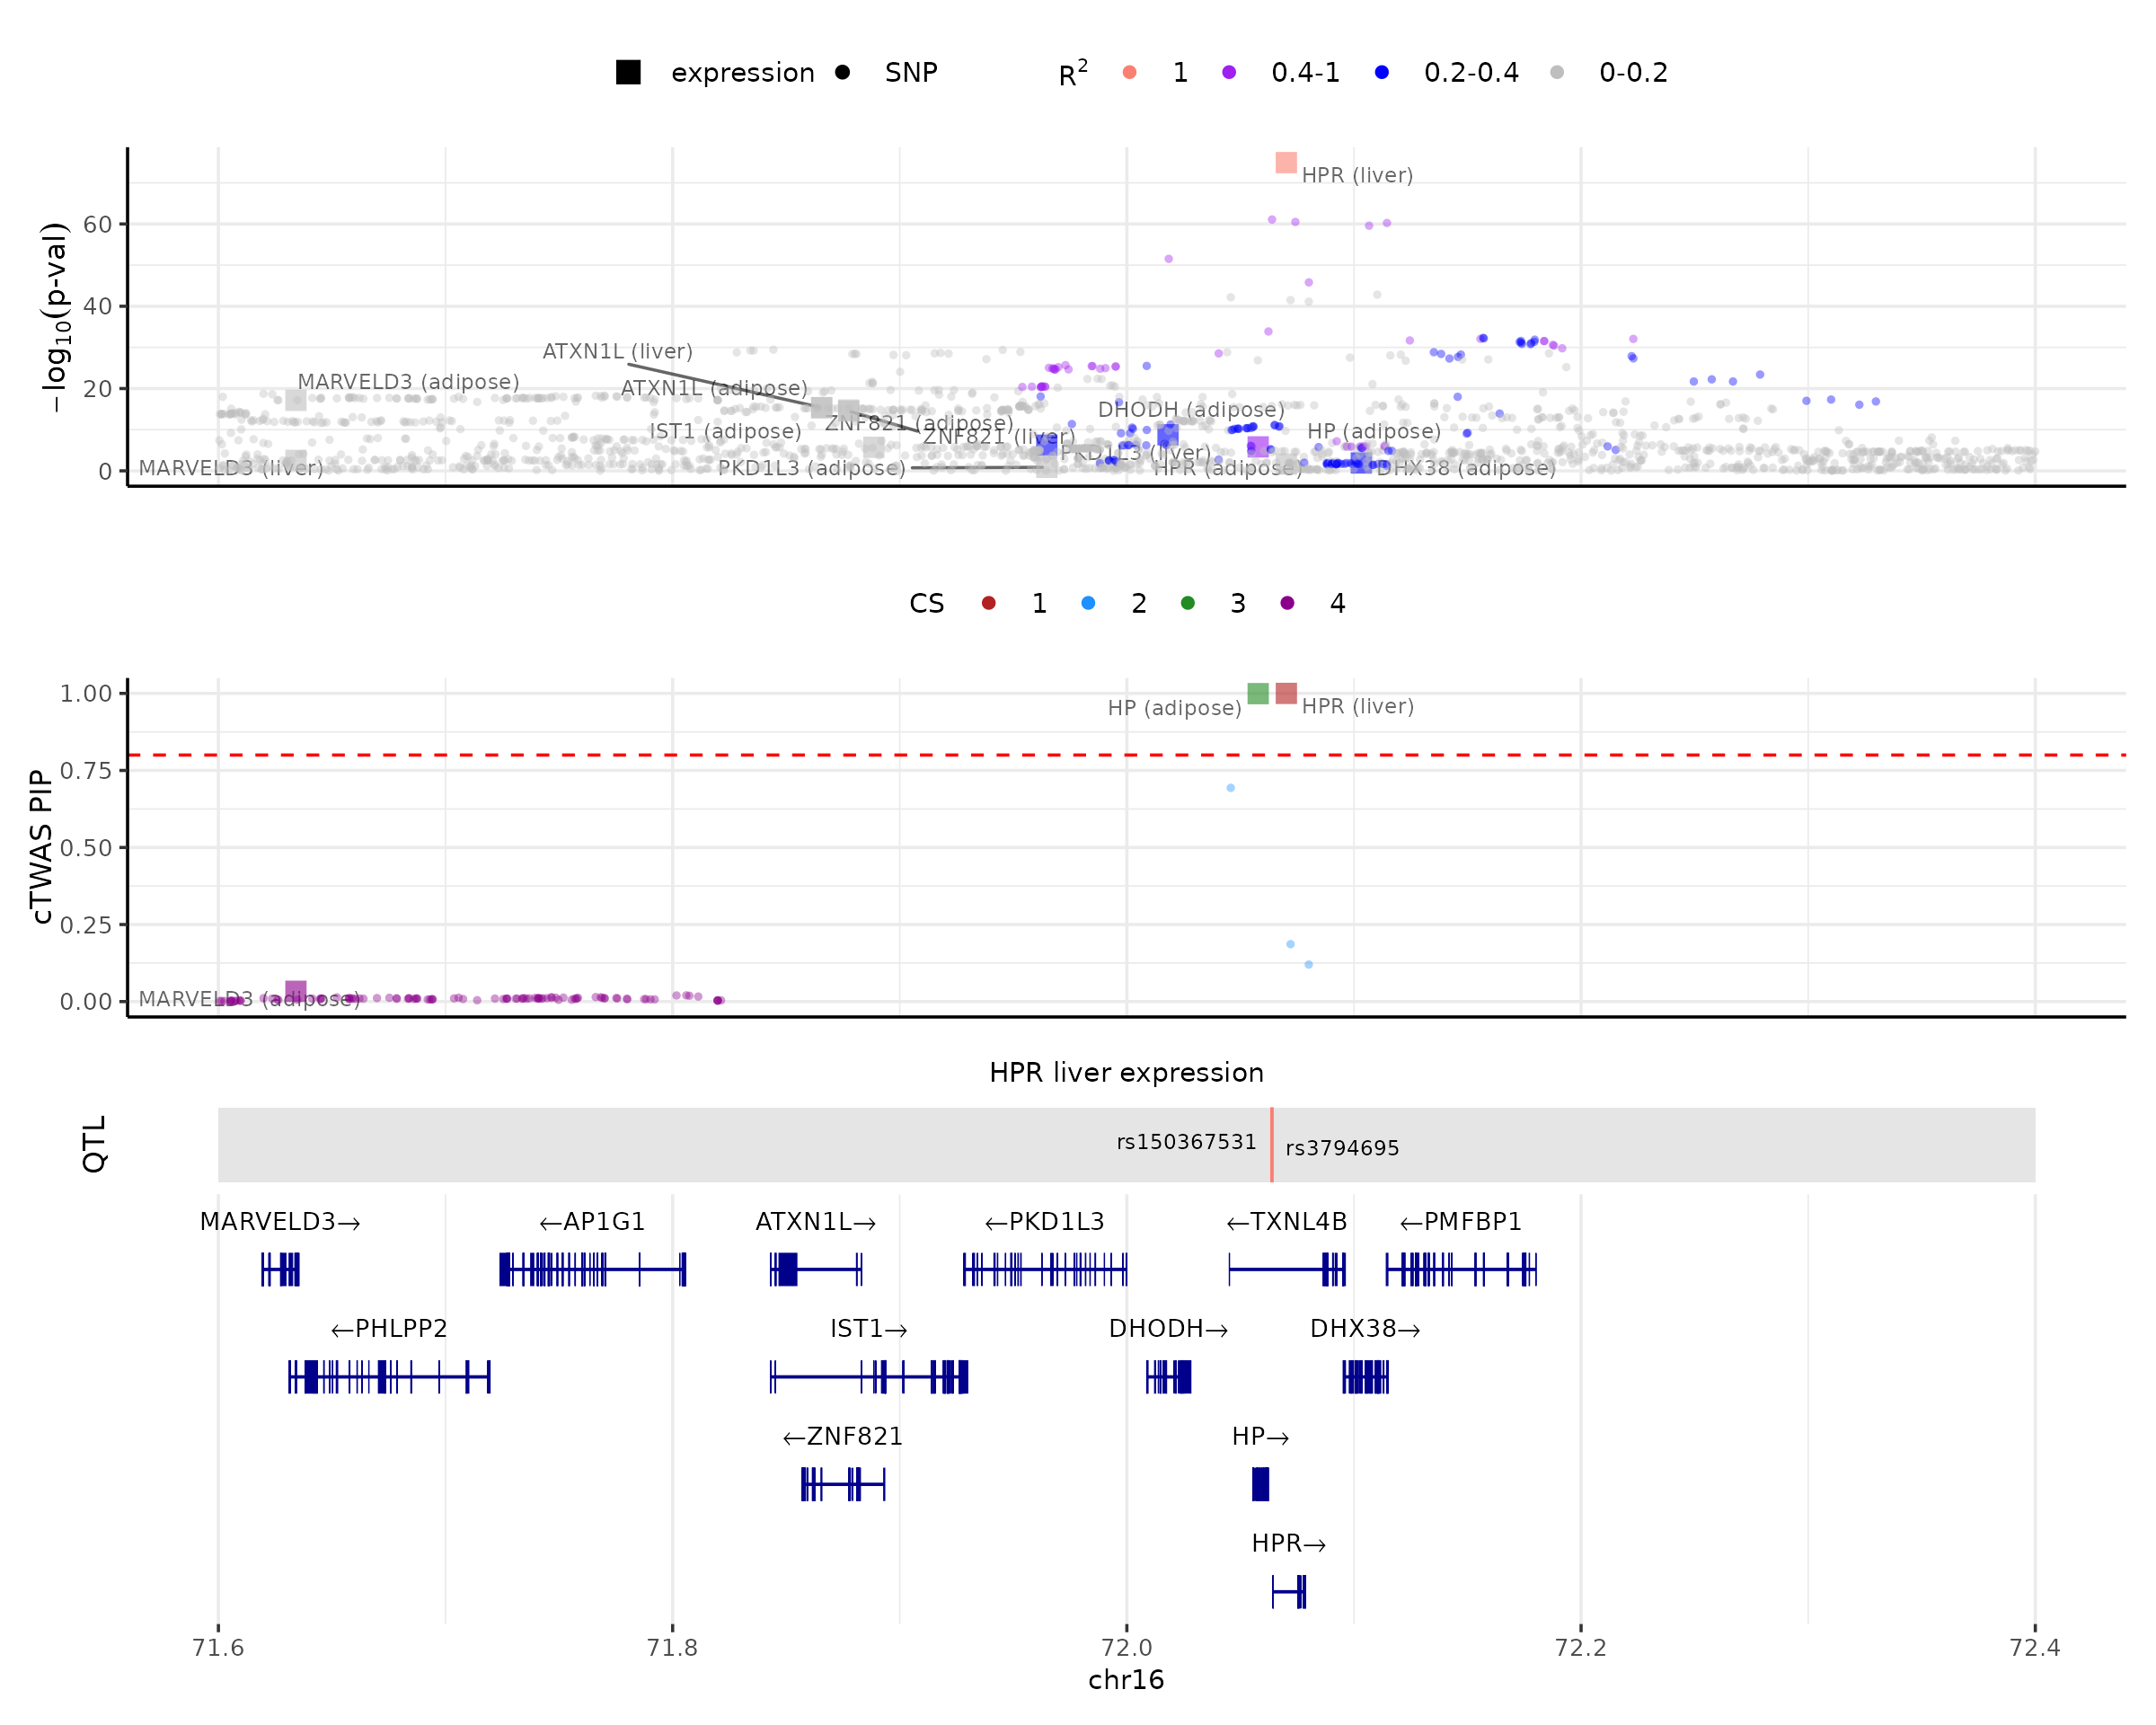 expression SNP R2 1 0.4-1 0.2-0.4 0-0.2
−log10(p-val)
60
40
20
0
HPR (liver)
ATXN1L (liver)
MARVELD3 (adipose)
ATXN1L (adipose)
DHODH (adipose)
ZNF821 (adipose)
IST1 (adipose)
HP (adipose)
ZNF821 (liver)
PKD1L3 (liver)
MARVELD3 (liver)
PKD1L3 (adipose)
HPR (adipose)
DHX38 (adipose)
CS 1 2 3 4
cTWAS PIP
1.00
0.75
0.50
0.25
0.00
HP (adipose)
HPR (liver)
MARVELD3 (adipose)
HPR liver expression
QTL
rs150367531
rs3794695
MARVELD3→ ←AP1G1 ATXN1L→ ←PKD1L3 ←TXNL4B ←PMFBP1
←PHLPP2 IST1→ DHODH→ DHX38→
←ZNF821 HP→
HPR→
71.6 71.8 72.0 72.2 72.4
chr16